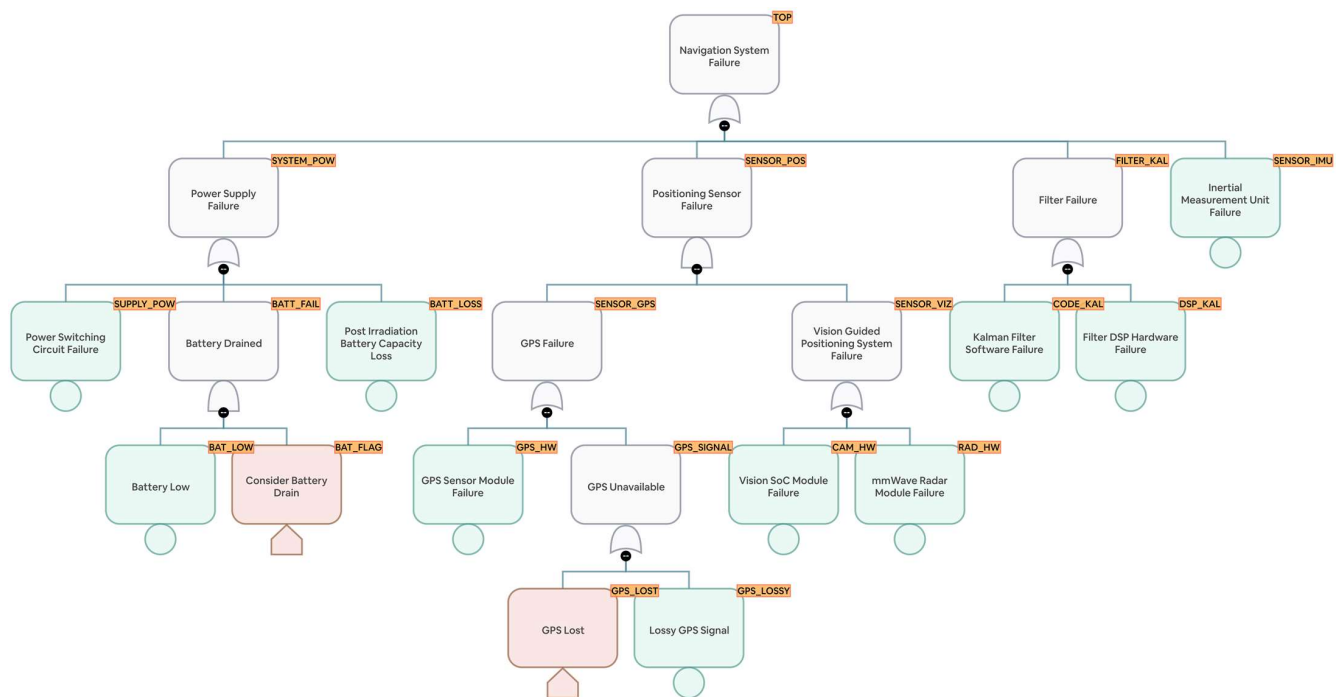 TOP
Navigation System
Failure
SYSTEM_POW
Power Supply
Failure
SENSOR_POS
Positioning Sensor
Failure
FILTER_KAL
Filter Failure
SENSOR_IMU
Inertial
Measurement Unit
Failure
SUPPLY_POW
Power Switching
Circuit Failure
BATT_FAIL
Battery Drained
BATT_LOSS
Post Irradiation
Battery Capacity
Loss
SENSOR_GPS
GPS Failure
SENSOR_VIZ
Vision Guided
Positioning System
Failure
CODE_KAL
Kalman Filter
Software Failure
DSP_KAL
Filter DSP Hardware
Failure
BAT_LOW
Battery Low
BAT_FLAG
Consider Battery
Drain
GPS_HW
GPS Sensor Module
Failure
GPS_SIGNAL
GPS Unavailable
CAM_HW
Vision SoC Module
Failure
RAD_HW
mmWave Radar
Module Failure
GPS_LOST
GPS Lost
GPS_LOSSY
Lossy GPS Signal